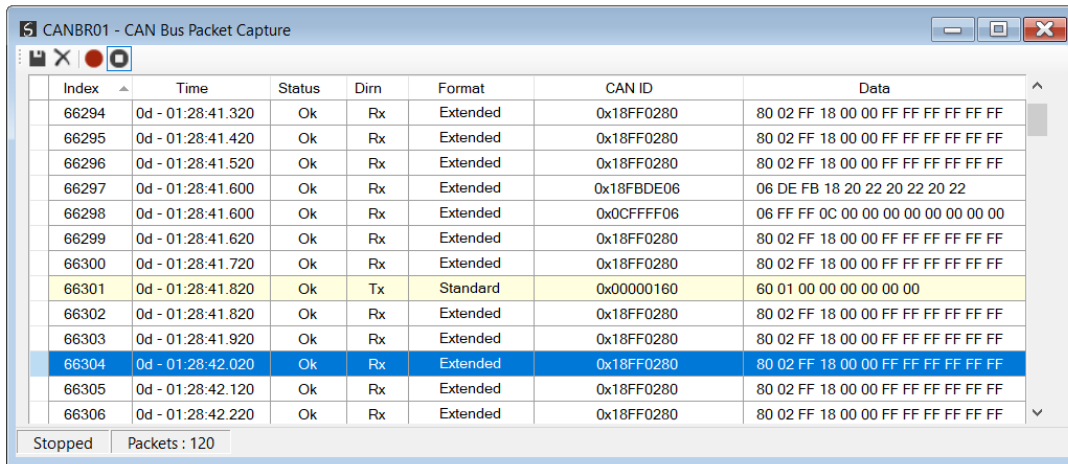 CANBR01 - CAN Bus Packet Capture
Index Time Status Dirn Format CAN ID Data
66294 0d - 01:28:41.320 Ok Rx Extended 0x18FF0280 80 02 FF 18 00 00 FF FF FF FF FF FF
66295 0d - 01:28:41.420 Ok Rx Extended 0x18FF0280 80 02 FF 18 00 00 FF FF FF FF FF FF
66296 0d - 01:28:41.520 Ok Rx Extended 0x18FF0280 80 02 FF 18 00 00 FF FF FF FF FF FF
66297 0d - 01:28:41.600 Ok Rx Extended 0x18FBDE06 06 DE FB 18 20 22 20 22 20 22
66298 0d - 01:28:41.600 Ok Rx Extended 0x0CFFFF06 06 FF FF 0C 00 00 00 00 00 00 00 00
66299 0d - 01:28:41.620 Ok Rx Extended 0x18FF0280 80 02 FF 18 00 00 FF FF FF FF FF FF
66300 0d - 01:28:41.720 Ok Rx Extended 0x18FF0280 80 02 FF 18 00 00 FF FF FF FF FF FF
66301 0d - 01:28:41.820 Ok Tx Standard 0x00000160 60 01 00 00 00 00 00 00
66302 0d - 01:28:41.820 Ok Rx Extended 0x18FF0280 80 02 FF 18 00 00 FF FF FF FF FF FF
66303 0d - 01:28:41.920 Ok Rx Extended 0x18FF0280 80 02 FF 18 00 00 FF FF FF FF FF FF
66304 0d - 01:28:42.020 Ok Rx Extended 0x18FF0280 80 02 FF 18 00 00 FF FF FF FF FF FF
66305 0d - 01:28:42.120 Ok Rx Extended 0x18FF0280 80 02 FF 18 00 00 FF FF FF FF FF FF
66306 0d - 01:28:42.220 Ok Rx Extended 0x18FF0280 80 02 FF 18 00 00 FF FF FF FF FF FF
Stopped Packets : 120